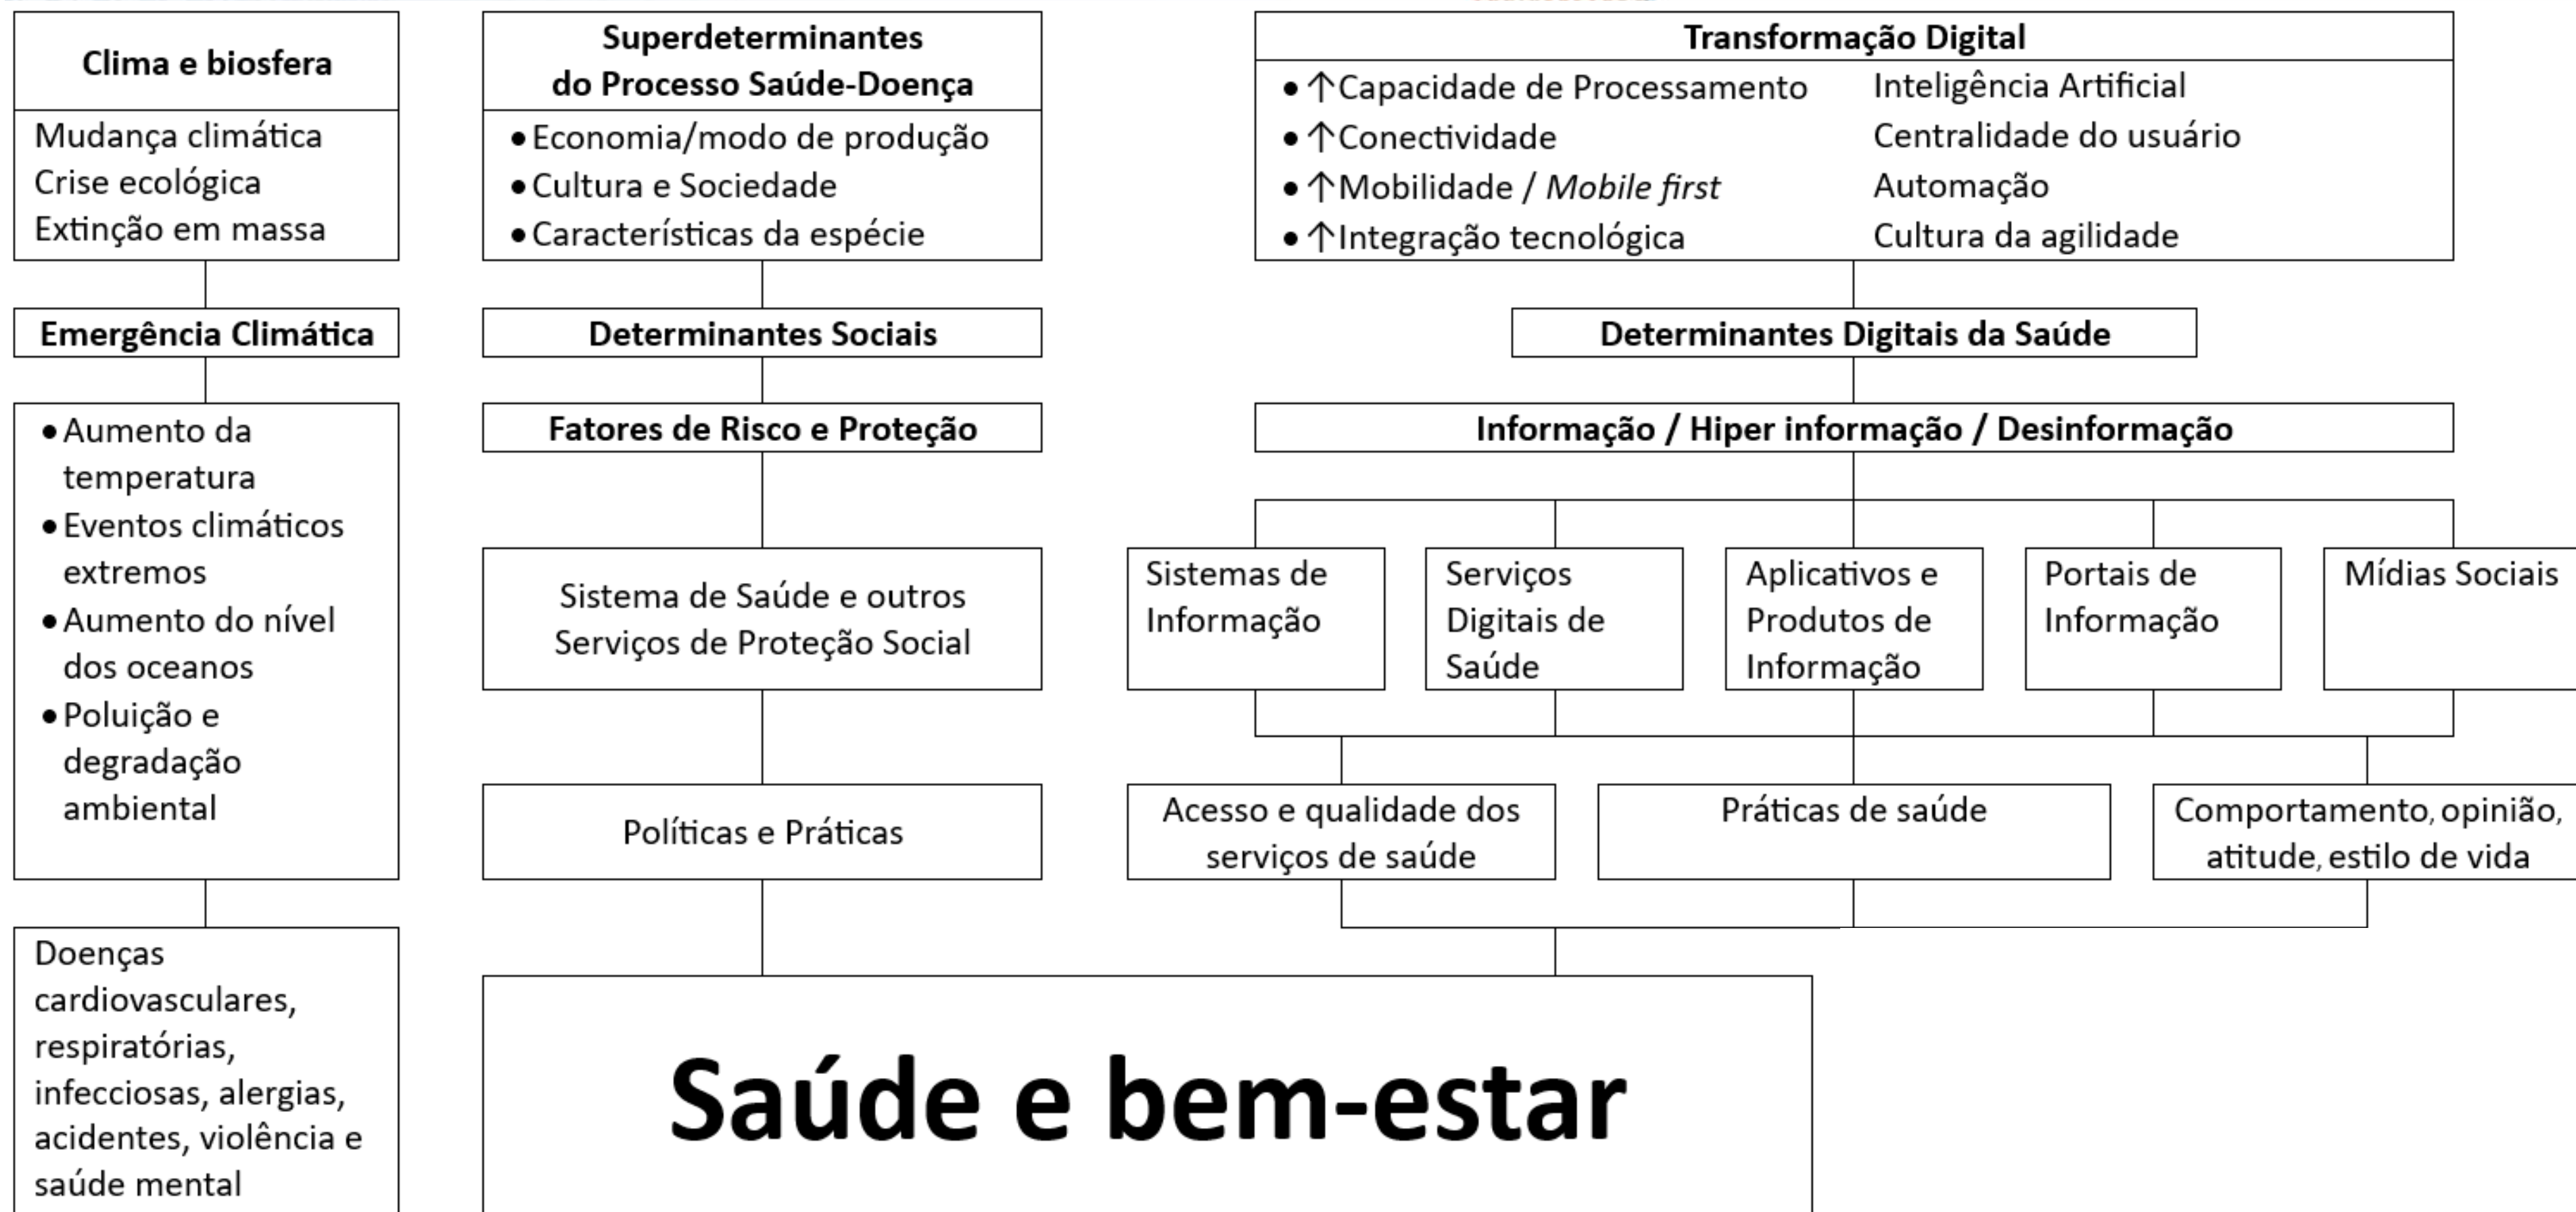 Clima e biosfera
Mudança climática
Crise ecológica
Extinção em massa
Emergência Climática
• Aumento da
temperatura
• Eventos climáticos
extremos
• Aumento do nível
dos oceanos
• Poluição e
degradação
ambiental
Doenças
cardiovasculares,
respiratórias,
infecciosas, alergias,
acidentes, violência e
saúde mental
Superdeterminantes
do Processo Saúde-Doença
• Economia/modo de produção
• Cultura e Sociedade
• Características da espécie
Determinantes Sociais
Fatores de Risco e Proteção
Sistema de Saúde e outros
Serviços de Proteção Social
Políticas e Práticas
Transformação Digital
• ↑Capacidade de Processamento
• ↑Conectividade
• ↑Mobilidade / Mobile first
• ↑Integração tecnológica
Inteligência Artificial
Centralidade do usuário
Automação
Cultura da agilidade
Determinantes Digitais da Saúde
Informação / Hiper informação / Desinformação
Sistemas de
Informação
Serviços
Digitais de
Saúde
Aplicativos e
Produtos de
Informação
Portais de
Informação
Mídias Sociais
Acesso e qualidade dos
serviços de saúde
Práticas de saúde
Comportamento, opinião,
atitude, estilo de vida
Saúde e bem-estar